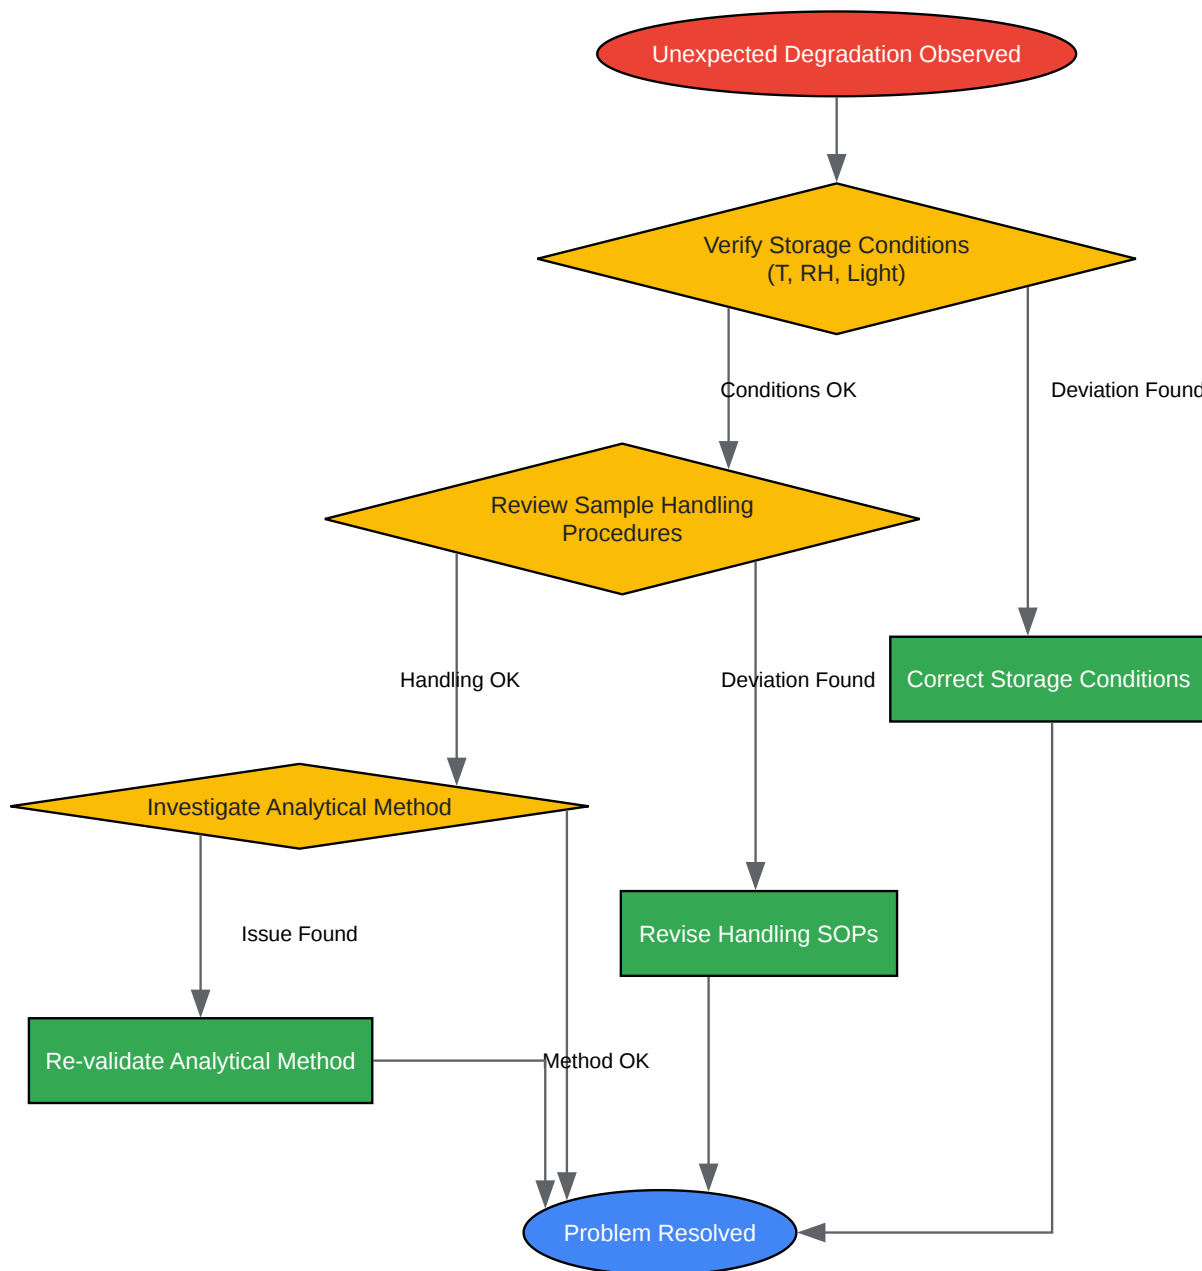 Unexpected Degradation Observed
Verify Storage Conditions
(T, RH, Light)
Conditions OK
Deviation Found
Review Sample Handling
Procedures
Handling OK
Deviation Found
Correct Storage Conditions
Investigate Analytical Method
Issue Found
Revise Handling SOPs
Re-validate Analytical Method
Method OK
Problem Resolved